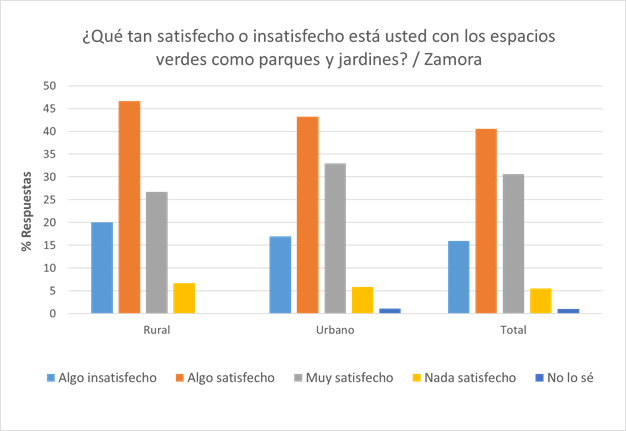 ¿Qué tan satisfecho o insatisfecho está usted con los espacios
verdes como parques y jardines? / Zamora
% Respuestas
50
45
40
35
30
25
20
15
10
5
0
Rural Urbano Total
Algo insatisfecho Algo satisfecho Muy satisfecho Nada satisfecho No lo sé